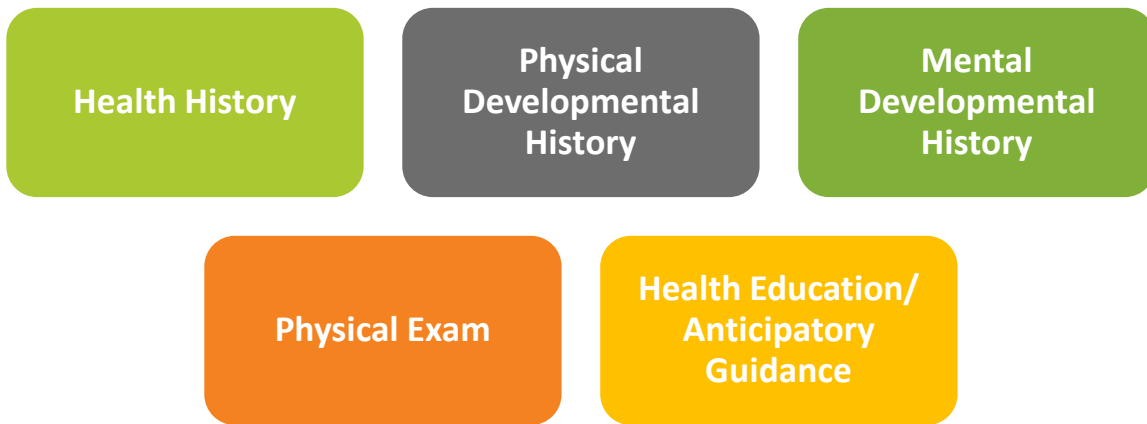 Health History
Physical
Developmental
History
Mental
Developmental
History
Physical Exam
Health Education/
Anticipatory
Guidance